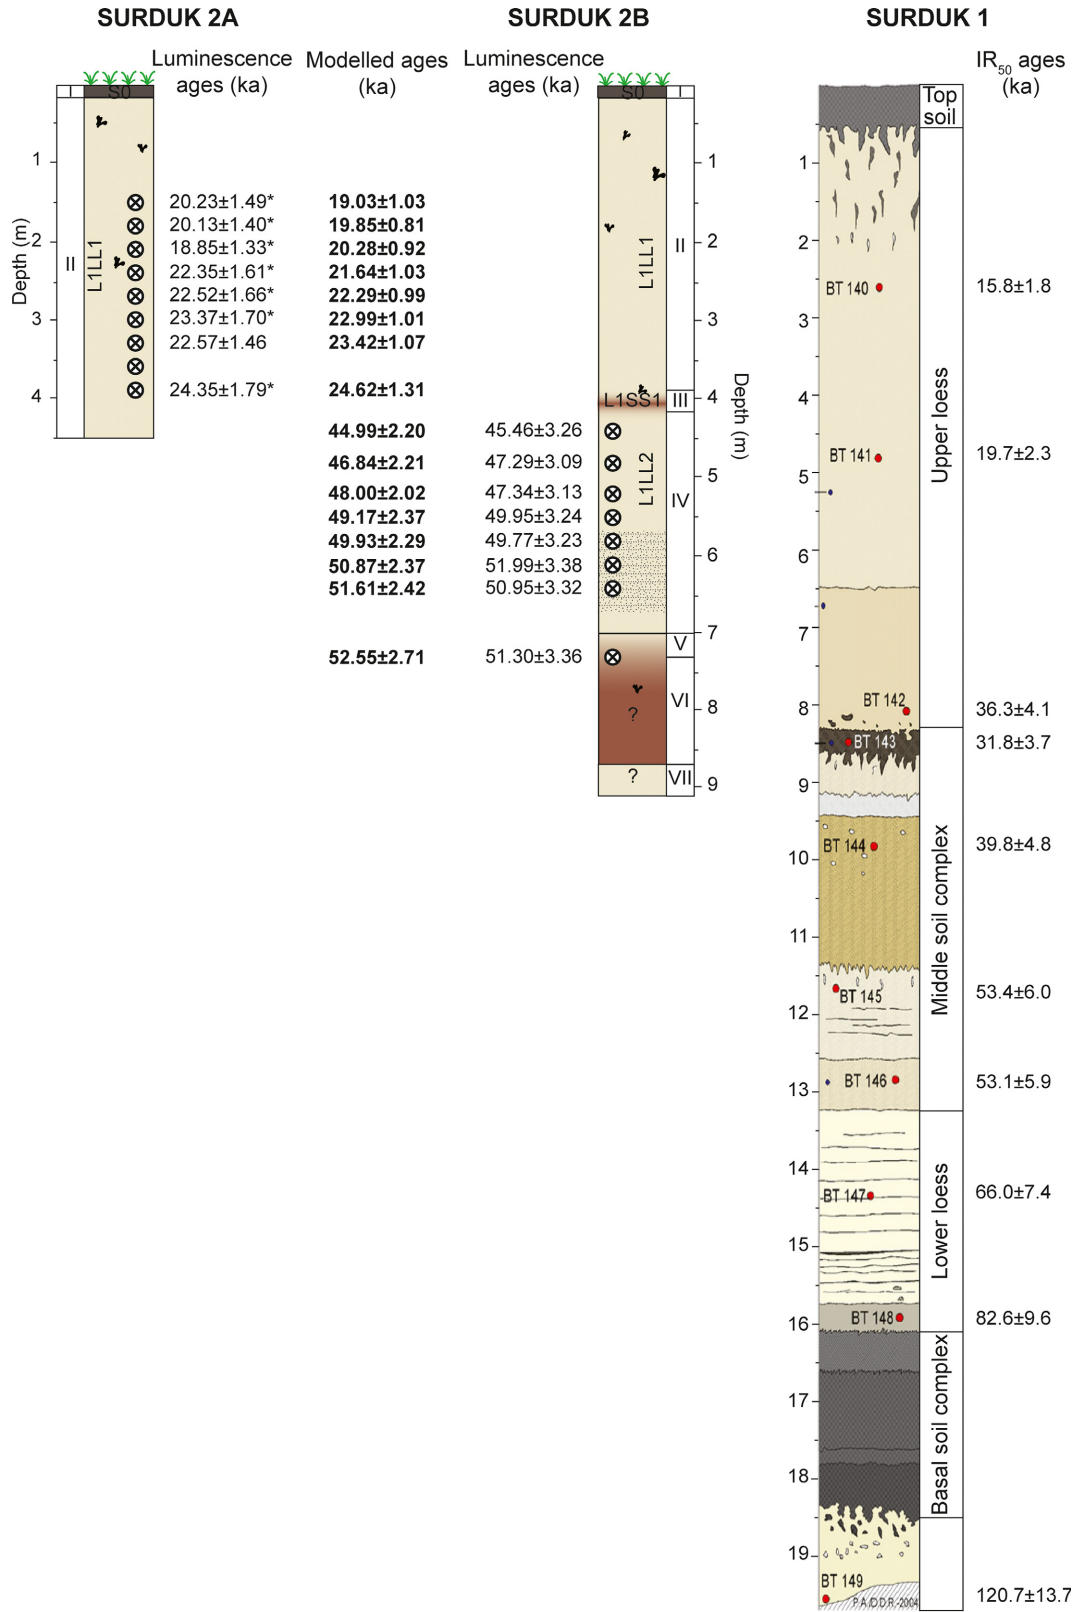 SURDUK 2A
SURDUK 2B
SURDUK 1
Luminescence
ages (ka)
Modelled ages
(ka)
Luminescence
ages (ka)
IR50 ages
(ka)
I
S0
S0
I
Top
soil
Depth (m)
1
2
3
4
II
L1LL1
20.23±1.49*
19.03±1.03
20.13±1.40*
19.85±0.81
18.85±1.33*
20.28±0.92
22.35±1.61*
21.64±1.03
22.52±1.66*
22.29±0.99
23.37±1.70*
22.99±1.01
22.57±1.46
23.42±1.07
24.35±1.79*
24.62±1.31
44.99±2.20
45.46±3.26
46.84±2.21
47.29±3.09
48.00±2.02
47.34±3.13
49.17±2.37
49.95±3.24
49.93±2.29
49.77±3.23
50.87±2.37
51.99±3.38
51.61±2.42
50.95±3.32
52.55±2.71
51.30±3.36
L1LL1
L1SS1
L1LL2
?
?
II
III
IV
V
VI
VII
1
2
3
4
5
6
7
8
9
Depth (m)
1
2
3
4
5
6
7
8
9
10
11
12
13
14
15
16
17
18
19
BT 140
15.8±1.8
BT 141
19.7±2.3
BT 142
36.3±4.1
BT 143
31.8±3.7
BT 144
39.8±4.8
BT 145
53.4±6.0
BT 146
53.1±5.9
BT 147
66.0±7.4
BT 148
82.6±9.6
BT 149
120.7±13.7
Upper loess
Middle soil complex
Lower loess
Basal soil complex
P.A./D.D.R.-2004